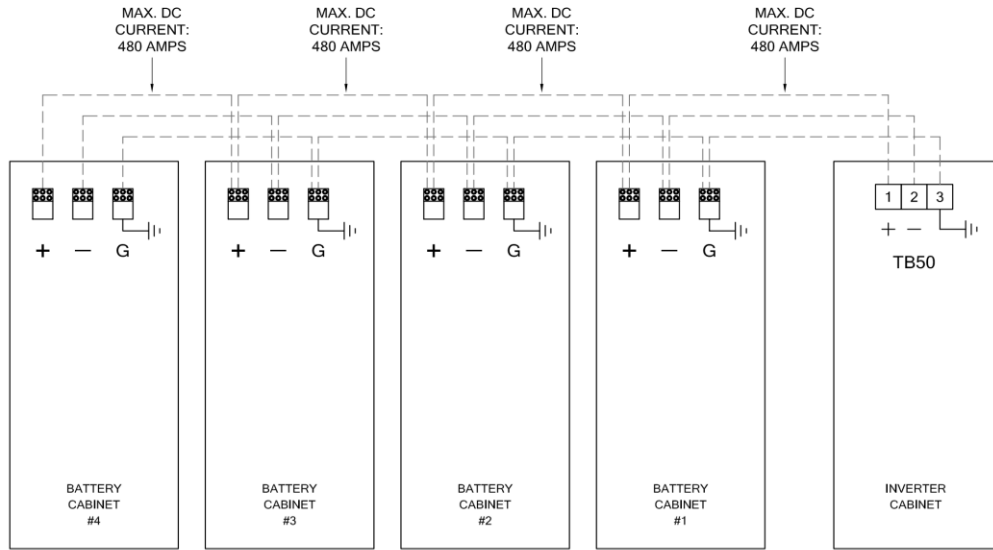 MAX. DC
CURRENT:
480 AMPS
MAX. DC
CURRENT:
480 AMPS
MAX. DC
CURRENT:
480 AMPS
MAX. DC
CURRENT:
480 AMPS
1 2 3
+ − G
+ − G
+ − G
+ − G
+ −
TB50
BATTERY
CABINET
#4
BATTERY
CABINET
#3
BATTERY
CABINET
#2
BATTERY
CABINET
#1
INVERTER
CABINET